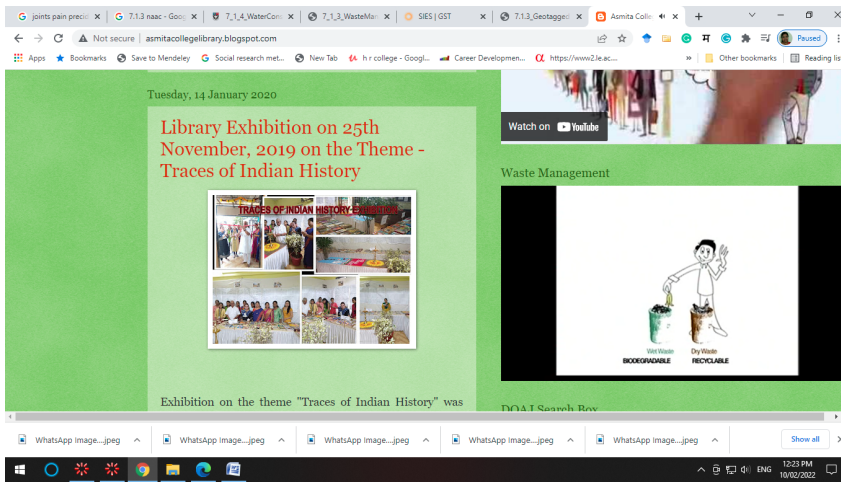 joints pain precid
7.1.3 naac - Goog
7_1_4_WaterCons
7_1_3_WasteMan
SIES | GST
7.1.3_Geotagged
Asmita Colle
Not secure | asmitacollegelibrary.blogspot.com
Paused
Apps
Bookmarks
Save to Mendeley
Social research met...
New Tab
h r college - Googl...
Career Developmen...
https://www2.le.ac...
»
Other bookmarks
Reading lis
Tuesday, 14 January 2020
Library Exhibition on 25th
November, 2019 on the Theme -
Traces of Indian History
TRACES OF INDIAN HISTORY-EXHIBITION
Exhibition on the theme "Traces of Indian History" was
Watch on YouTube
Waste Management
Wet Waste Dry Waste
BIODEGRADABLE RECYCLABLE
DOAJ Search Box
WhatsApp Image....jpeg
WhatsApp Image....jpeg
WhatsApp Image....jpeg
WhatsApp Image....jpeg
WhatsApp Image....jpeg
Show all
ENG
12:23 PM
10/02/2022